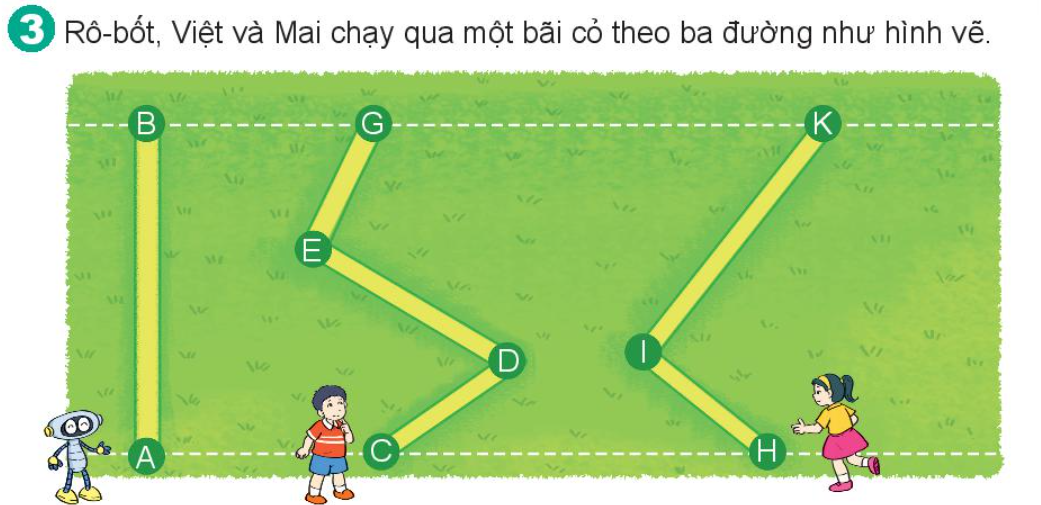 3 Rô-bốt, Việt và Mai chạy qua một bãi cỏ theo ba đường như hình vẽ.
B G K
E
D I
A C H